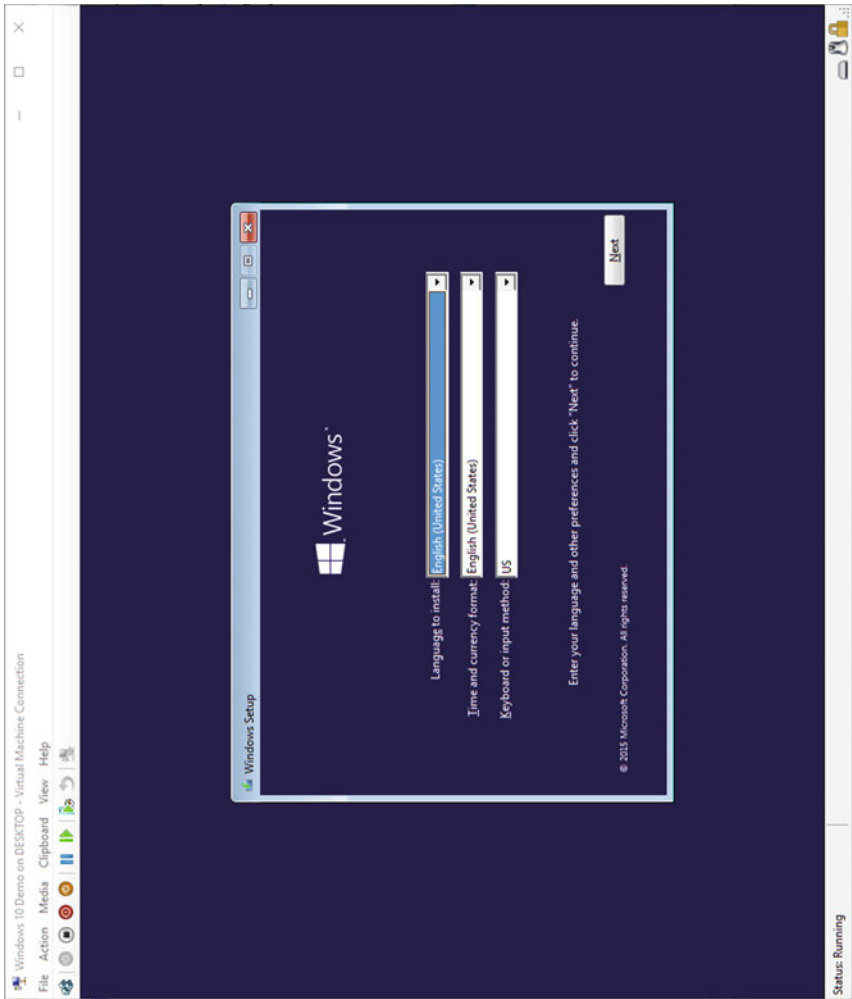 Windows 10 Demo on DESKTOP - Virtual Machine Connection
File Action Media Clipboard View Help
Windows Setup
Windows
Language to install: English (United States)
Time and currency format: English (United States)
Keyboard or input method: US
Enter your language and other preferences and click "Next" to continue.
© 2015 Microsoft Corporation. All rights reserved.
Next
Status: Running